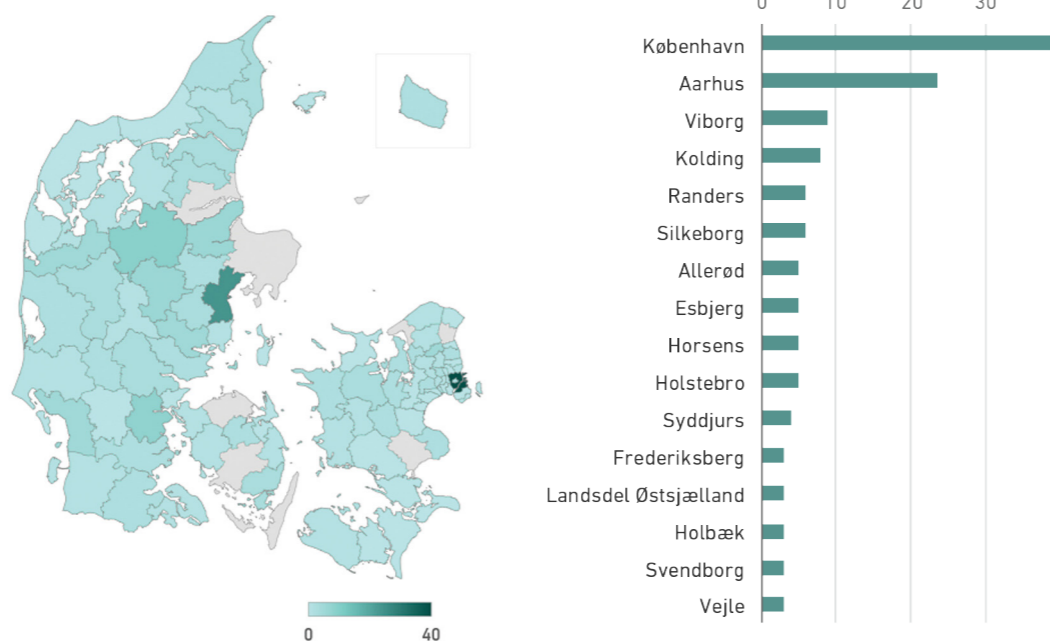 0 10 30
København
Aarhus
Viborg
Kolding
Randers
Silkeborg
Allerød
Esbjerg
Horsens
Holstebro
Syddjurs
Frederiksberg
Landsdel Østsjælland
Holbæk
Svendborg
Vejle
0 40